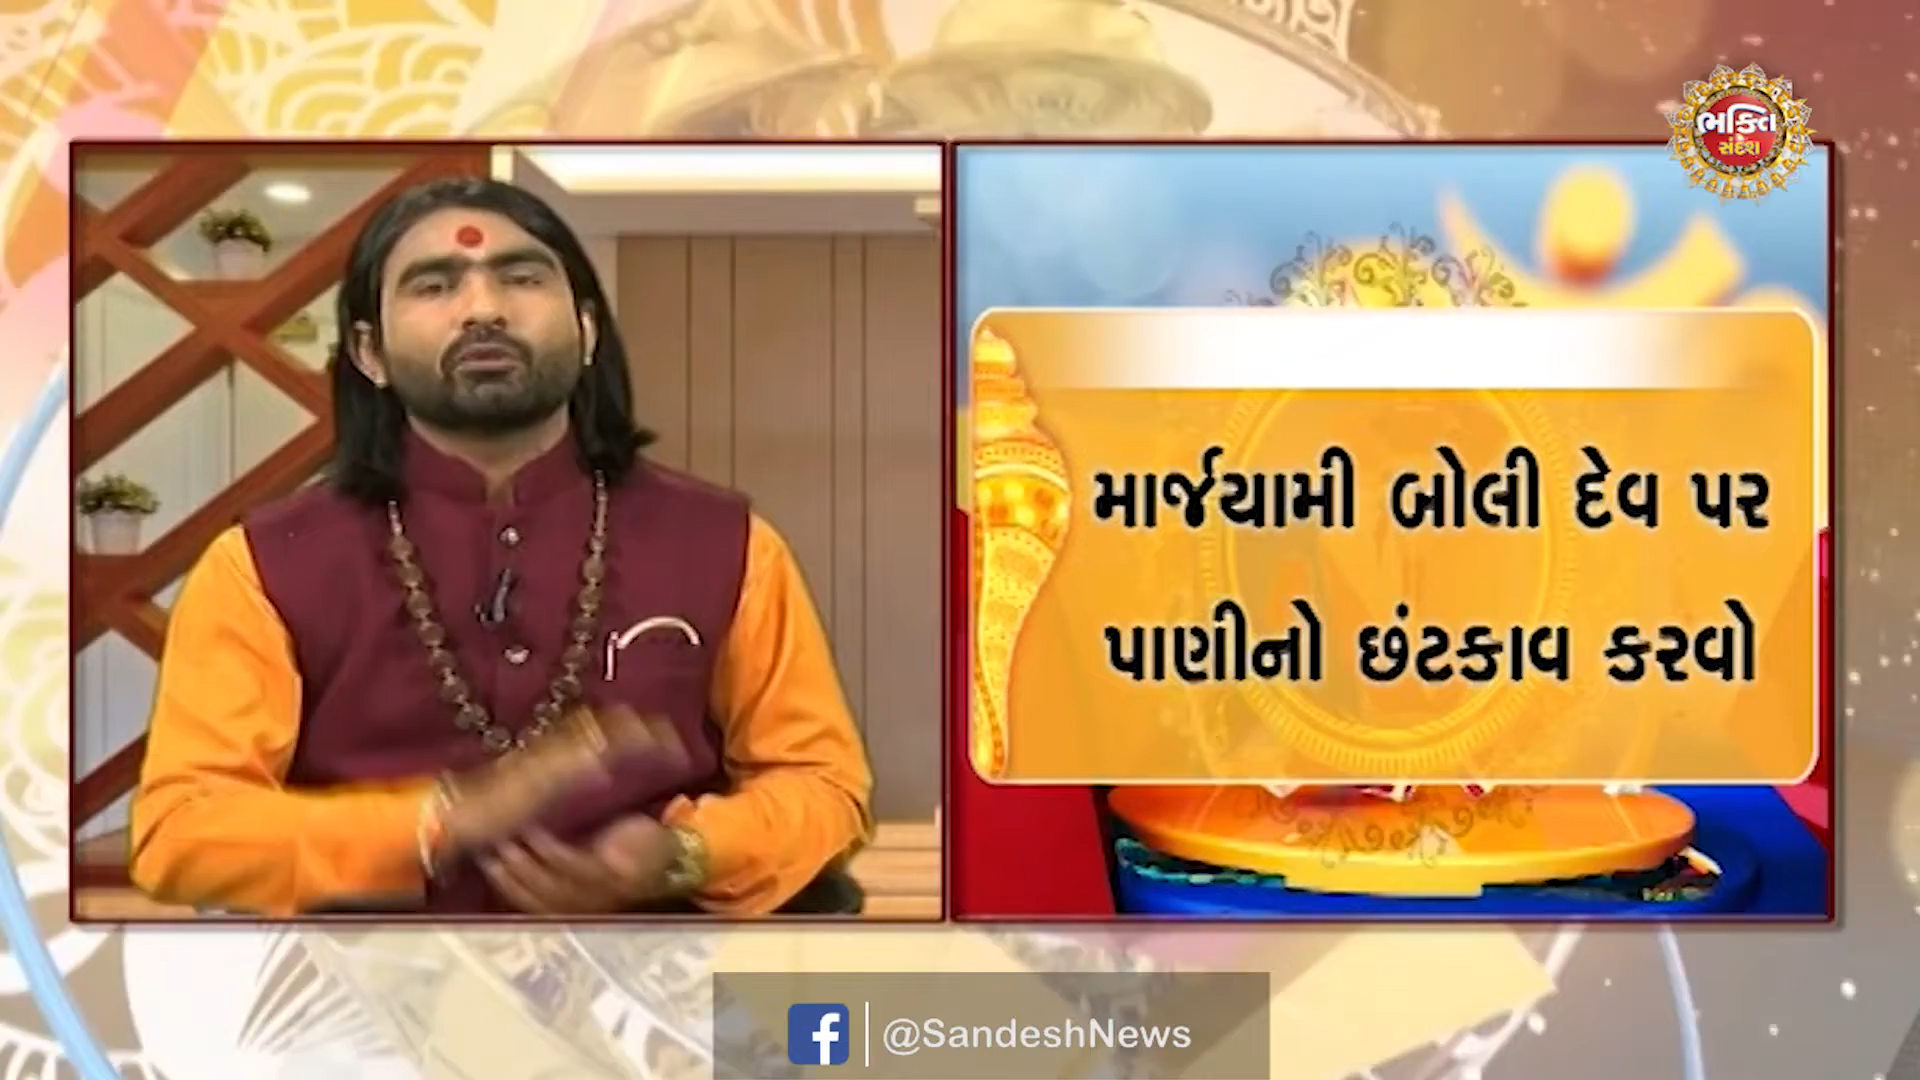 ભક્તિ
સંદેશ
માર્જયામી બોલી દેવ પર
પાણીનો છંટકાવ કરવો
f @SandeshNews